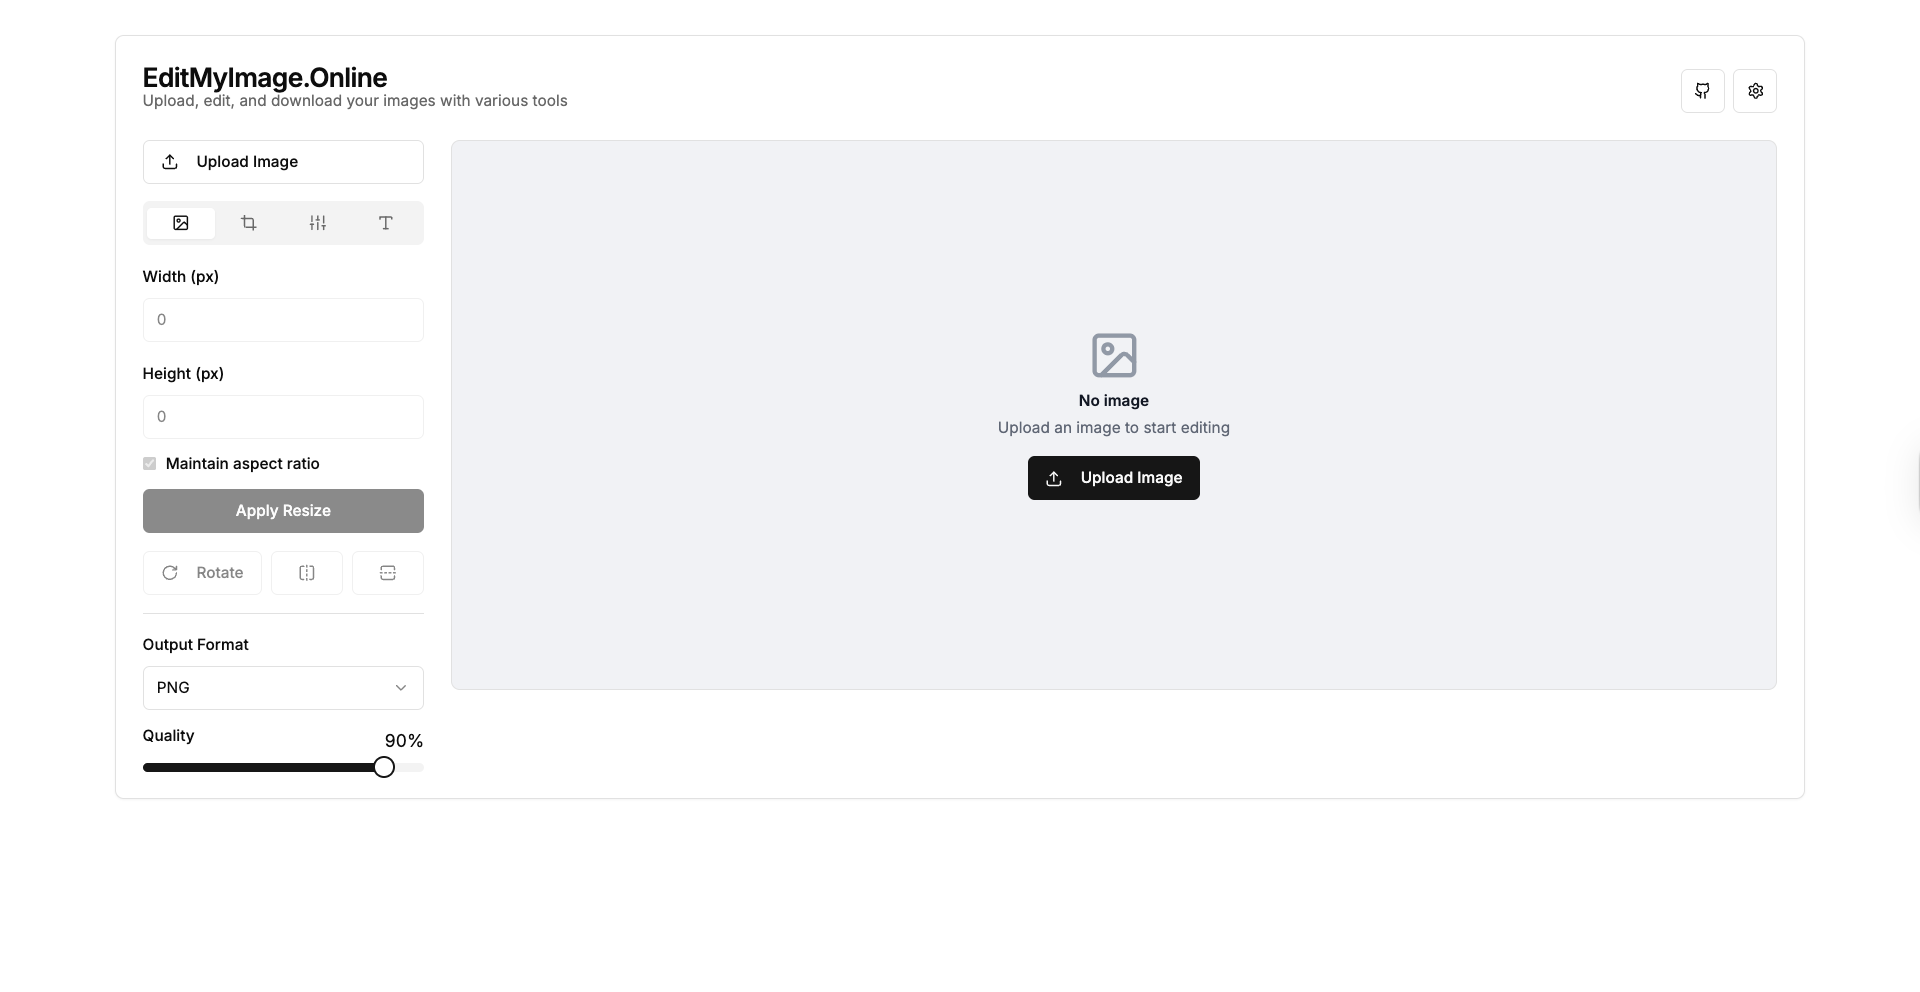 EditMyImage.Online
Upload, edit, and download your images with various tools
Upload Image
Width (px)
0
Height (px)
0
Maintain aspect ratio
Apply Resize
Rotate
Output Format
PNG
Quality
90%
No image
Upload an image to start editing
Upload Image